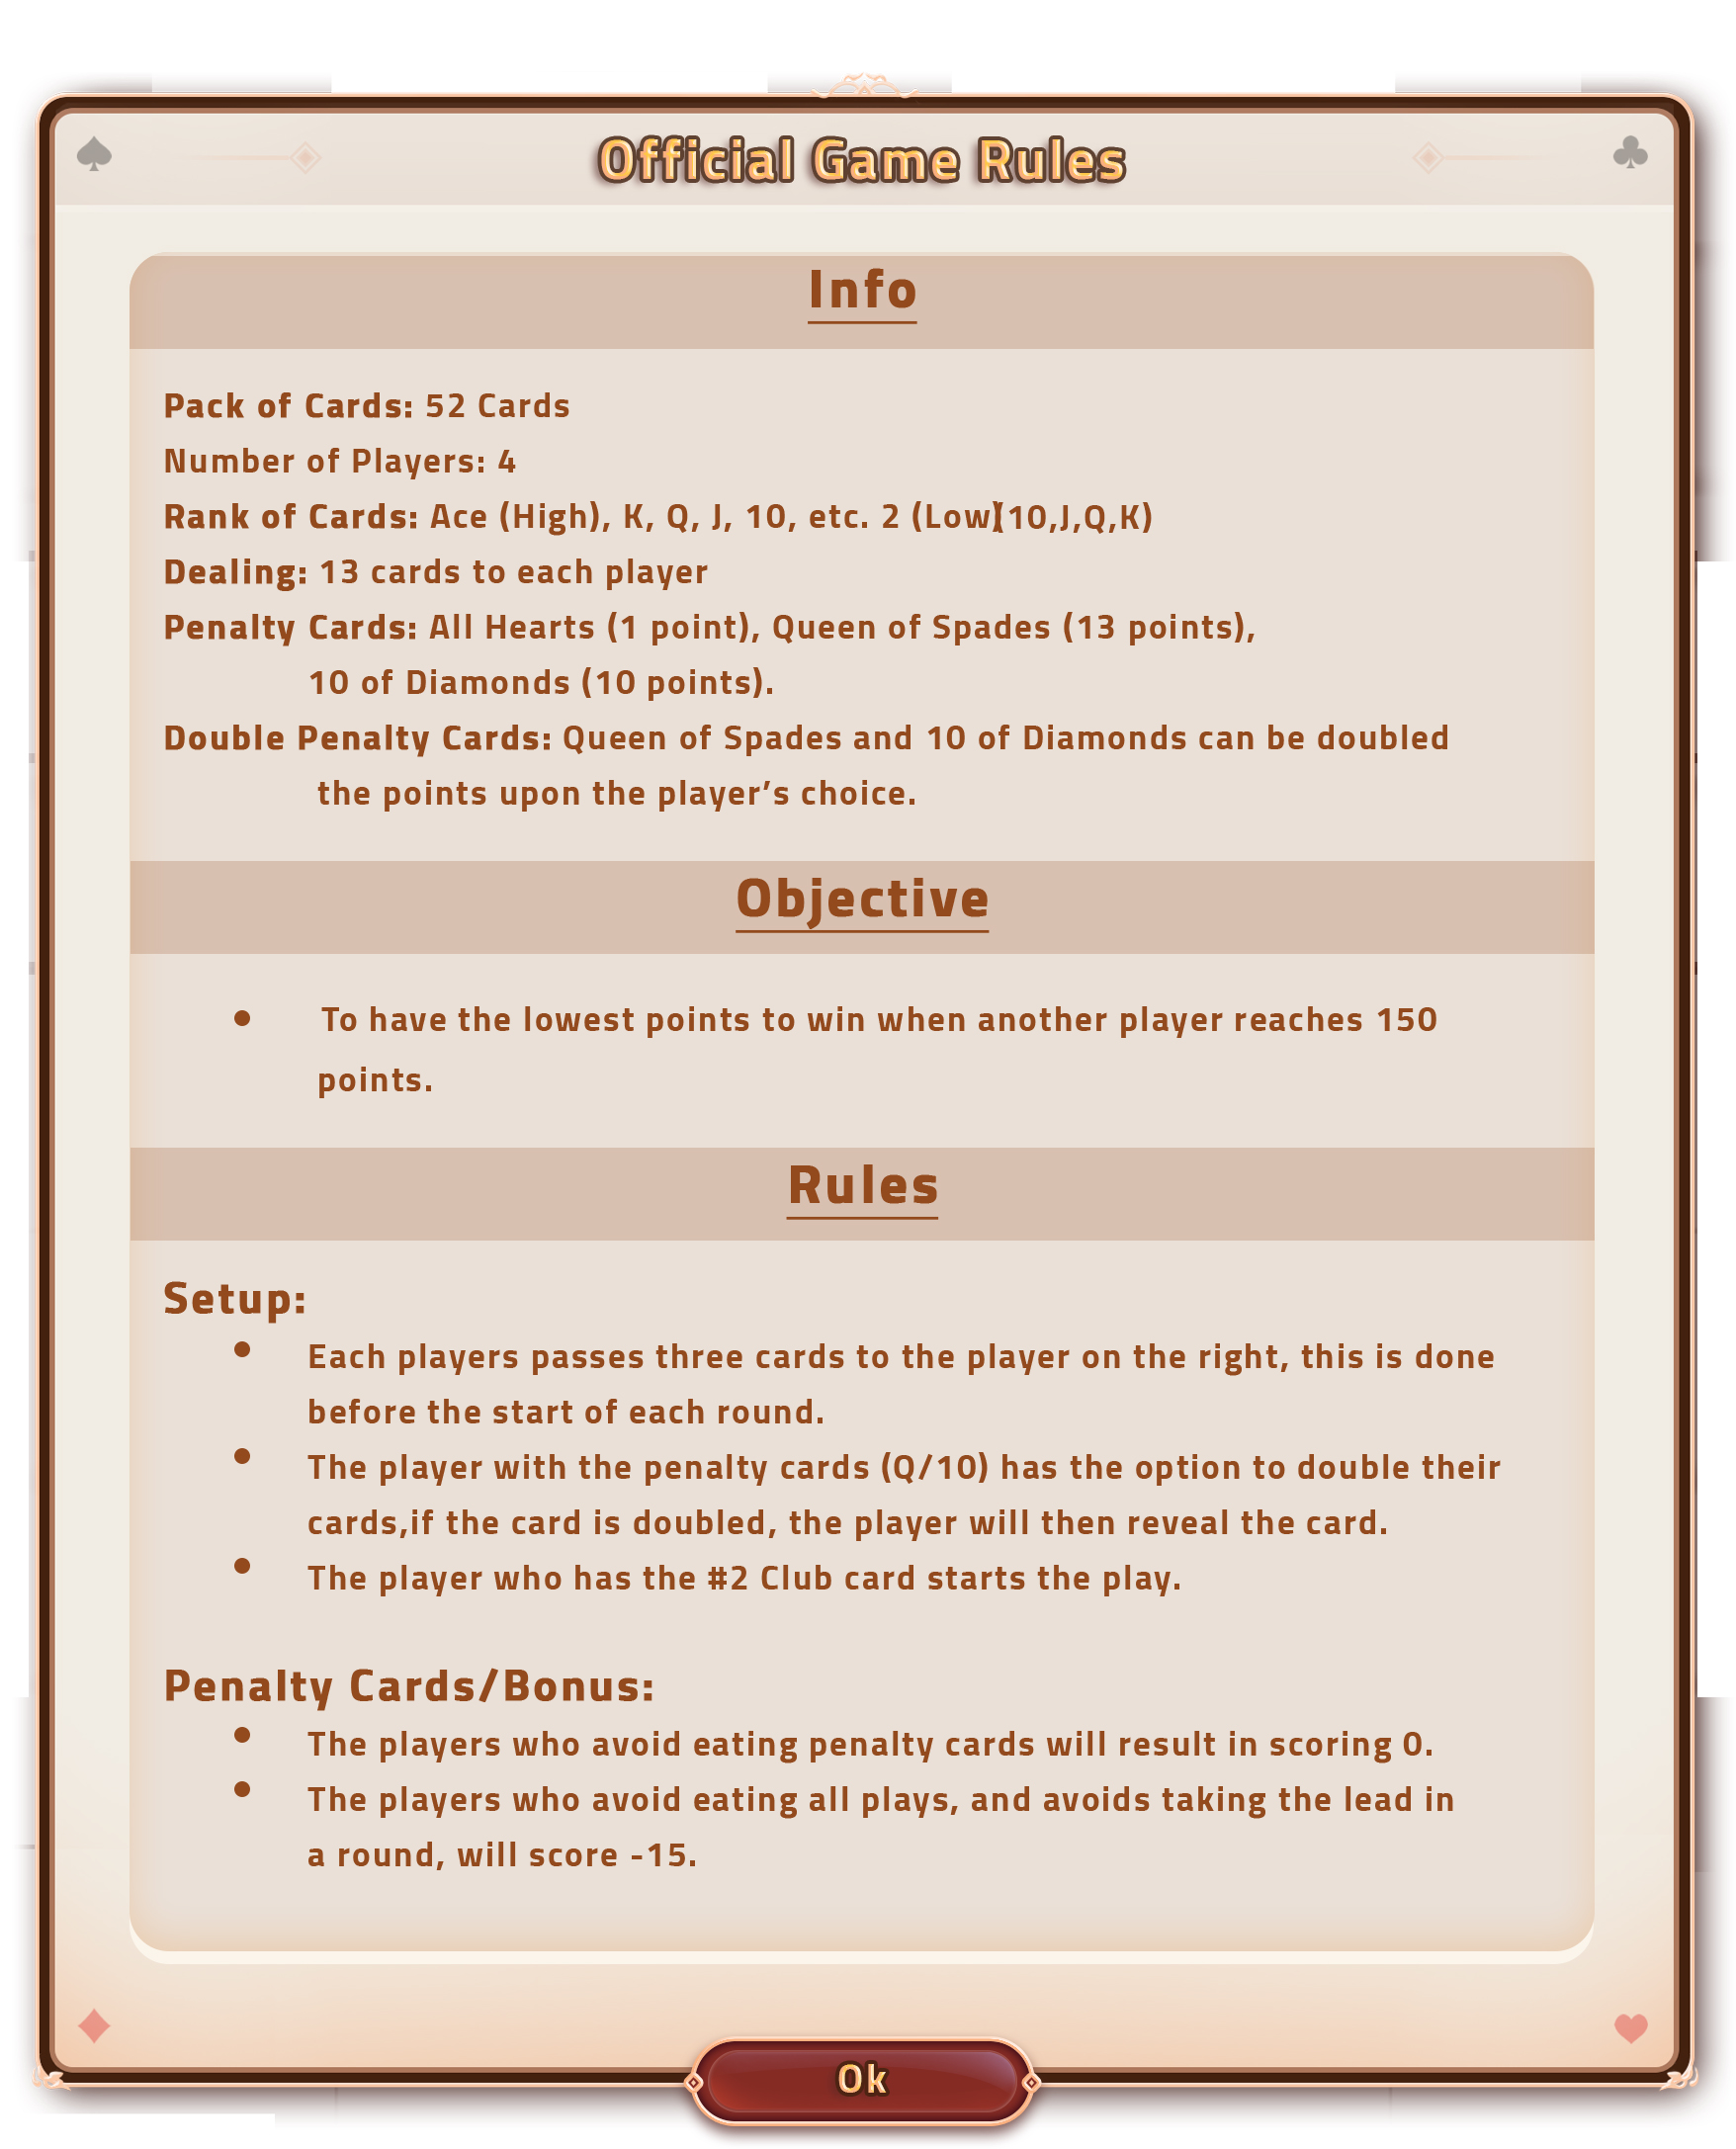 Official Game Rules
Info
Pack of Cards: 52 Cards
Number of Players: 4
Rank of Cards: Ace (High), K, Q, J, 10, etc. 2 (Low)(10,J,Q,K)
Dealing: 13 cards to each player
Penalty Cards: All Hearts (1 point), Queen of Spades (13 points),
10 of Diamonds (10 points).
Double Penalty Cards: Queen of Spades and 10 of Diamonds can be doubled
the points upon the player’s choice.
Objective
• To have the lowest points to win when another player reaches 150
points.
Rules
Setup:
• Each players passes three cards to the player on the right, this is done
before the start of each round.
• The player with the penalty cards (Q/10) has the option to double their
cards,if the card is doubled, the player will then reveal the card.
• The player who has the #2 Club card starts the play.
Penalty Cards/Bonus:
• The players who avoid eating penalty cards will result in scoring 0.
• The players who avoid eating all plays, and avoids taking the lead in
a round, will score -15.
Ok